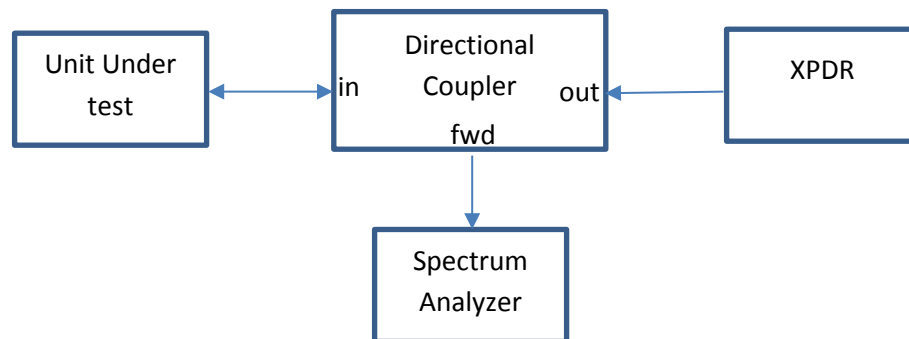 Unit Under
test
in
Directional
Coupler
out
fwd
XPDR
Spectrum
Analyzer